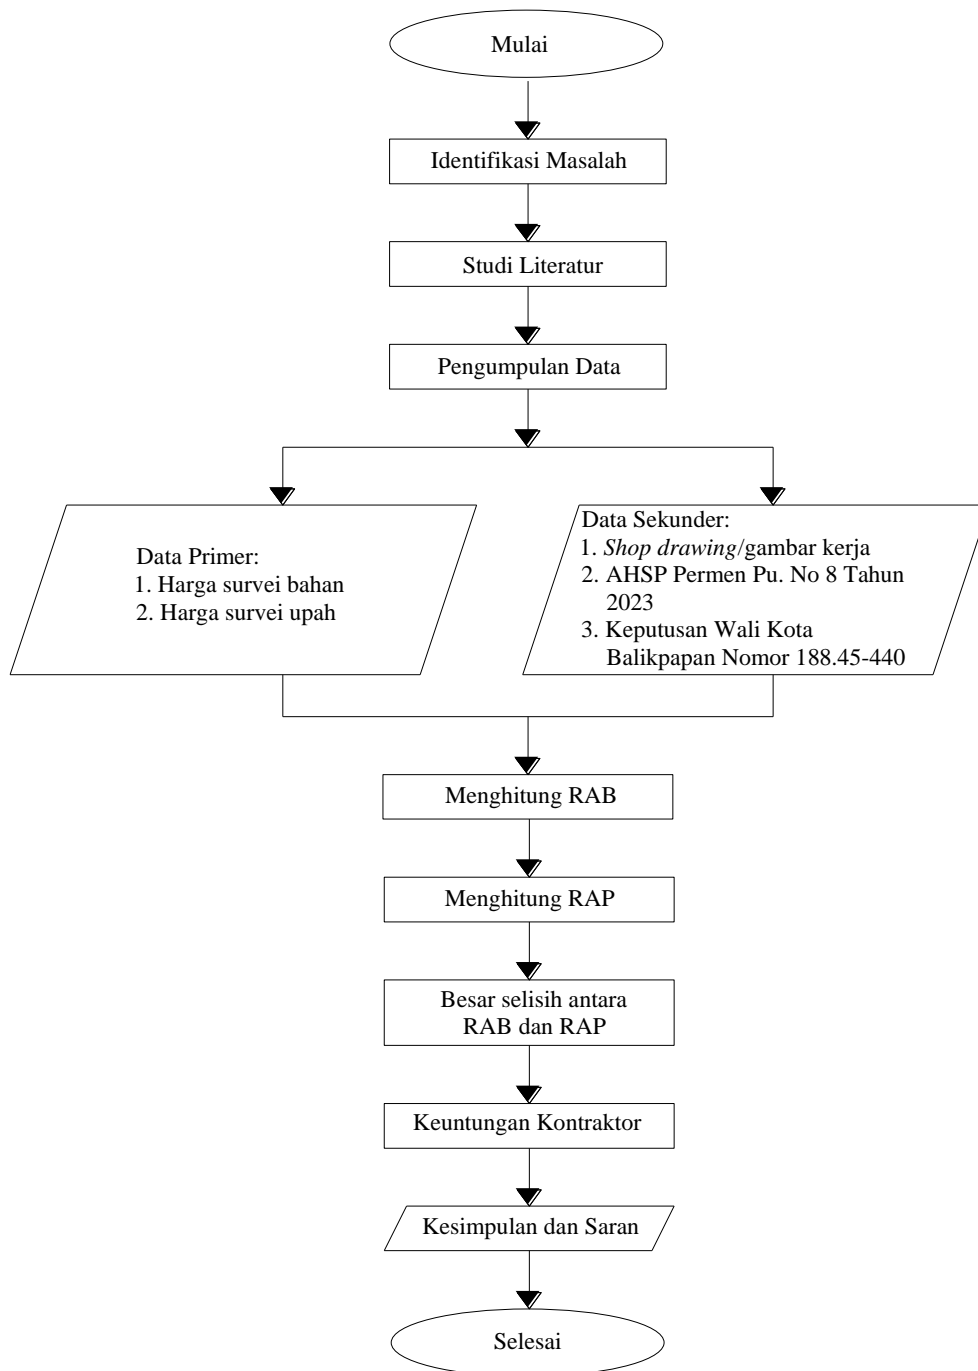 Mulai
Identifikasi Masalah
Studi Literatur
Pengumpulan Data
Data Primer:
1. Harga survei bahan
2. Harga survei upah
Data Sekunder:
1. Shop drawing/gambar kerja
2. AHSP Permen Pu. No 8 Tahun
2023
3. Keputusan Wali Kota
Balikpapan Nomor 188.45-440
Menghitung RAB
Menghitung RAP
Besar selisih antara
RAB dan RAP
Keuntungan Kontraktor
Kesimpulan dan Saran
Selesai